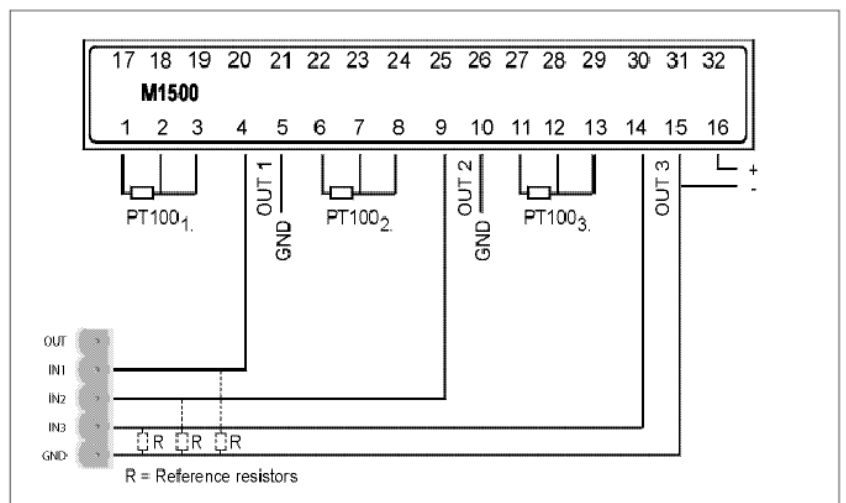 17 18 19 20 21 22 23 24 25 26 27 28 29 30 31 32
M1500
1 2 3 4 5 6 7 8 9 10 11 12 13 14 15 16
OUT 1
OUT 2
OUT 3
+
-
PT100₁.
PT100₂.
PT100₃.
GND
GND
OUT
IN1
IN2
IN3
R R R
GND
R = Reference resistors